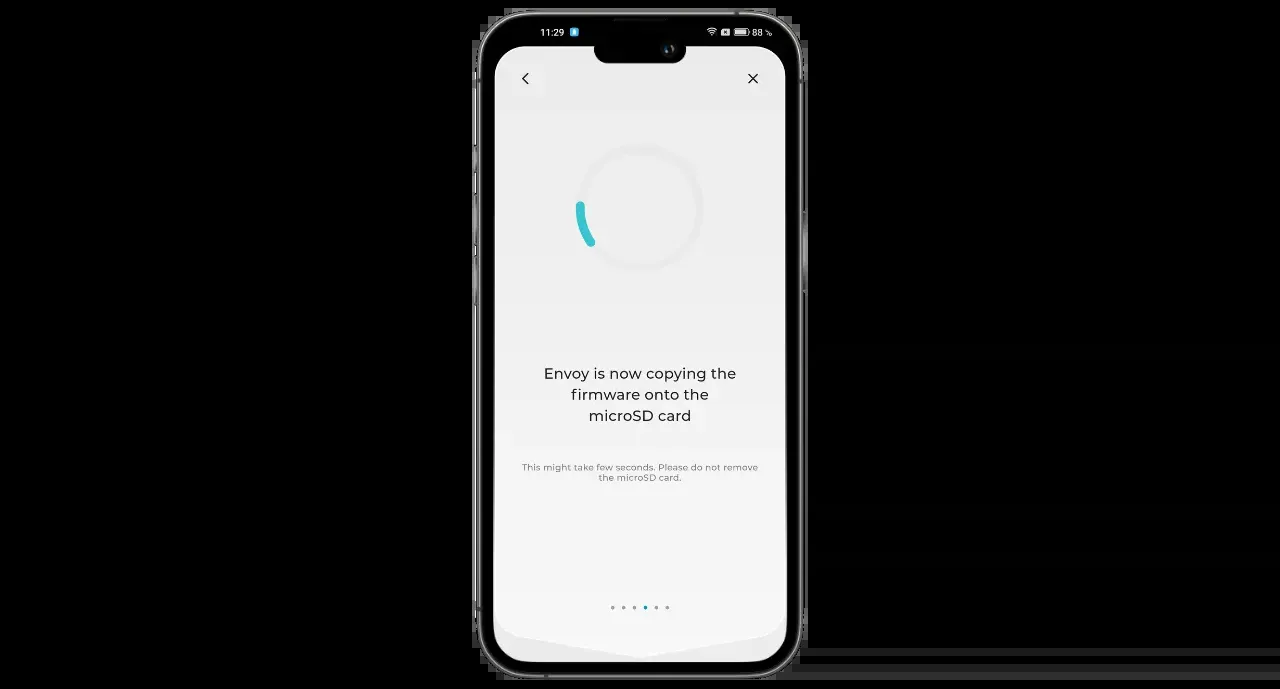 11:29 88 %
Envoy is now copying the
firmware onto the
microSD card
This might take few seconds. Please do not remove
the microSD card.